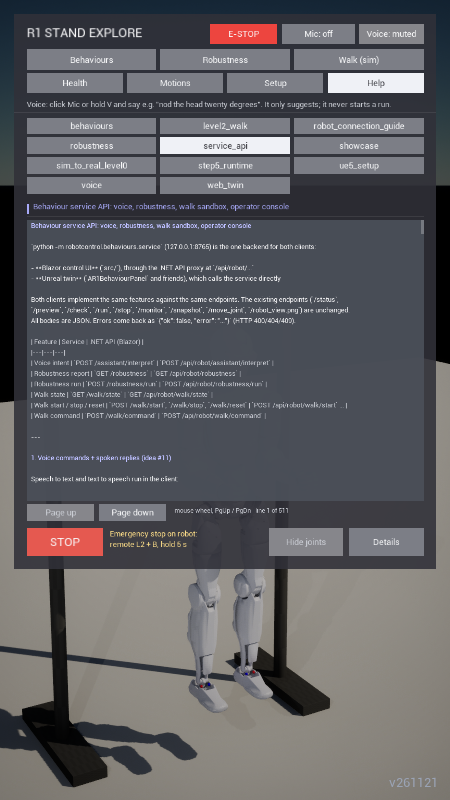 R1 STAND EXPLORE
E-STOP
Mic: off
Voice: muted
Behaviours
Robustness
Walk (sim)
Health
Motions
Setup
Help
Voice: click Mic or hold V and say e.g. "nod the head twenty degrees". It only suggests; it never starts a run.
behaviours
level2_walk
robot_connection_guide
robustness
service_api
showcase
sim_to_real_level0
step5_runtime
ue5_setup
voice
web_twin
Behaviour service API: voice, robustness, walk sandbox, operator console
Behaviour service API: voice, robustness, walk sandbox, operator console
`python -m robotcontrol.behaviours.service` (127.0.0.1:8765) is the one backend for both clients:
- **Blazor control UI** (`src/`), through the .NET API proxy at `/api/robot/...`
- **Unreal twin** (`AR1BehaviourPanel` and friends), which calls the service directly
Both clients implement the same features against the same endpoints. The existing endpoints (`/status`,
`/preview`, `/check`, `/run`, `/stop`, `/monitor`, `/snapshot`, `/move_joint`, `/robot_view.png`) are unchanged.
All bodies are JSON. Errors come back as `{"ok": false, "error": "..."}` (HTTP 400/404/409).
| Feature | Service | .NET API (Blazor) |
|---|---|---|
| Voice intent | `POST /assistant/interpret` | `POST /api/robot/assistant/interpret` |
| Robustness report | `GET /robustness` | `GET /api/robot/robustness` |
| Robustness run | `POST /robustness/run` | `POST /api/robot/robustness/run` |
| Walk state | `GET /walk/state` | `GET /api/robot/walk/state` |
| Walk start / stop / reset | `POST /walk/start`, `/walk/stop`, `/walk/reset` | `POST /api/robot/walk/start` ... |
| Walk command | `POST /walk/command` | `POST /api/robot/walk/command` |
---
1. Voice commands + spoken replies (idea #11)
Speech to text and text to speech run in the client:
Page up
Page down
mouse wheel, PgUp / PgDn line 1 of 511
STOP
Emergency stop on robot:
remote L2 + B, hold 5 s
Hide joints
Details
v261121